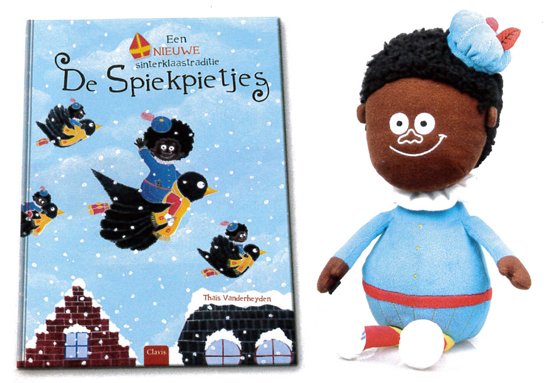 Een
NIEUWE
sinterklaastraditie
De Spiekpietjes
Thaïs Vanderheyden
Clavis